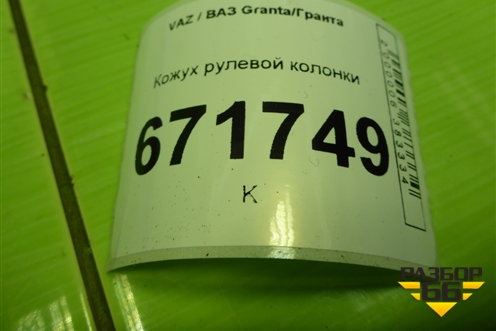 VAZ / ВАЗ Granta/Гранта
Кожух рулевой колонки
671749
К
РАЗБОР
66